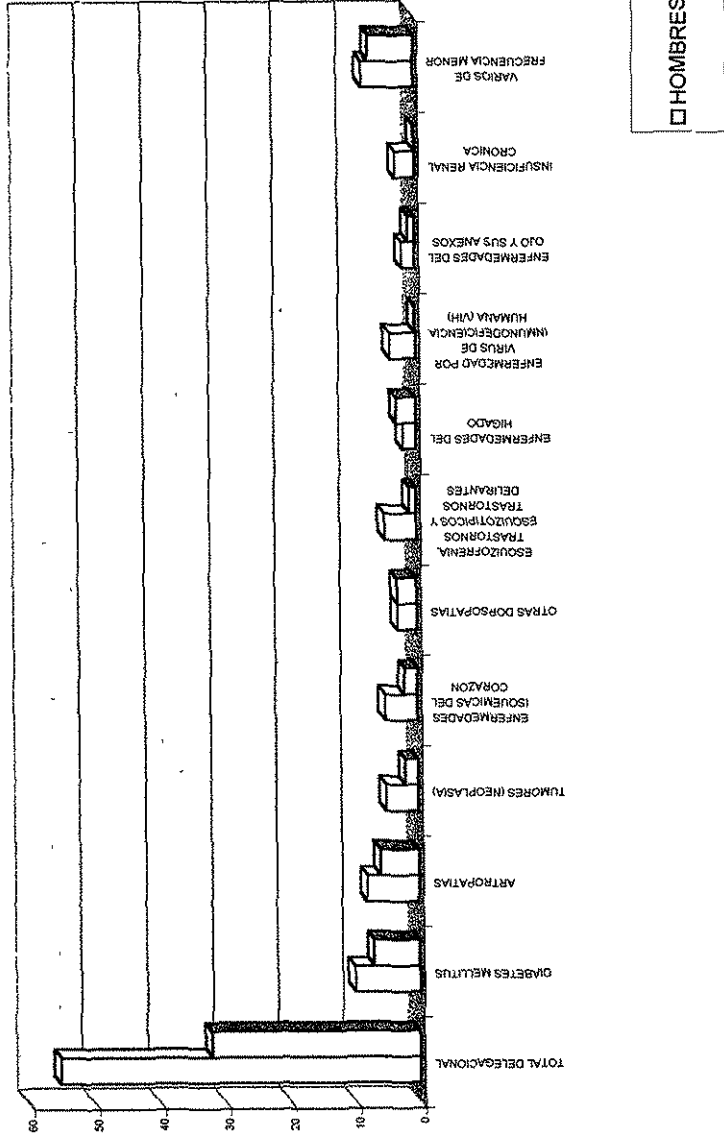 60
50
40
30
20
10
0
TOTAL DELEGACIONAL
DIABETES MELLITUS
ARTROPATIAS
TUMORES (NEOPLASIA)
ENFERMEDADES
ISQUEMICAS DEL
CORAZON
OTRAS DORSOPATIAS
ESQUIZOFRENIA,
TRASTORNOS
ESQUIZOTIPICOS Y
TRASTORNOS
DELIRANTES
ENFERMEDADES DEL
HIGADO
ENFERMEDAD POR
VIRUS DE
INMUNODEFICIENCIA
HUMANA (VIH)
ENFERMEDADES DEL
OJO Y SUS ANEXOS
INSUFICIENCIA RENAL
CRONICA
VARIOS DE
FRECUENCIA MENOR
HOMBRES